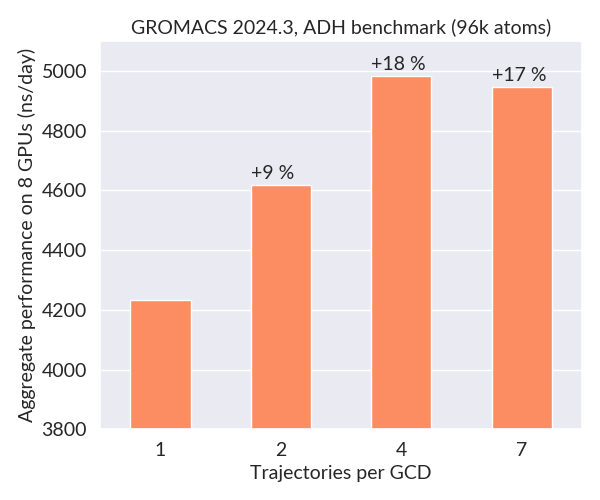 GROMACS 2024.3, ADH benchmark (96k atoms)
Aggregate performance on 8 GPUs (ns/day)
5000
4800
4600
4400
4200
4000
3800
+9 %
+18 %
+17 %
1 2 4 7
Trajectories per GCD